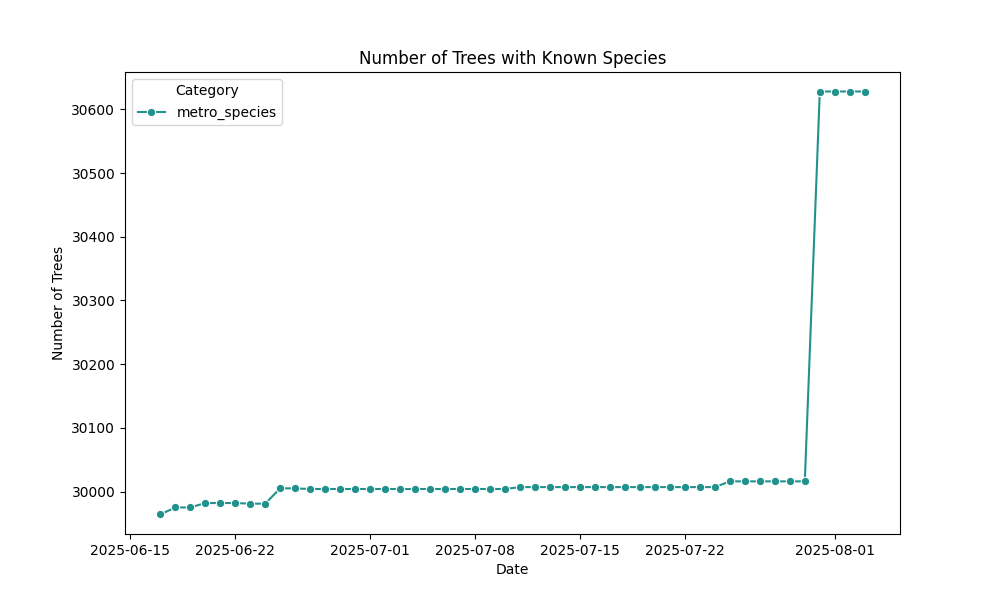 Number of Trees with Known Species
Category
metro_species
30600
30500
30400
30300
30200
30100
30000
Number of Trees
2025-06-15 2025-06-22 2025-07-01 2025-07-08 2025-07-15 2025-07-22 2025-08-01
Date